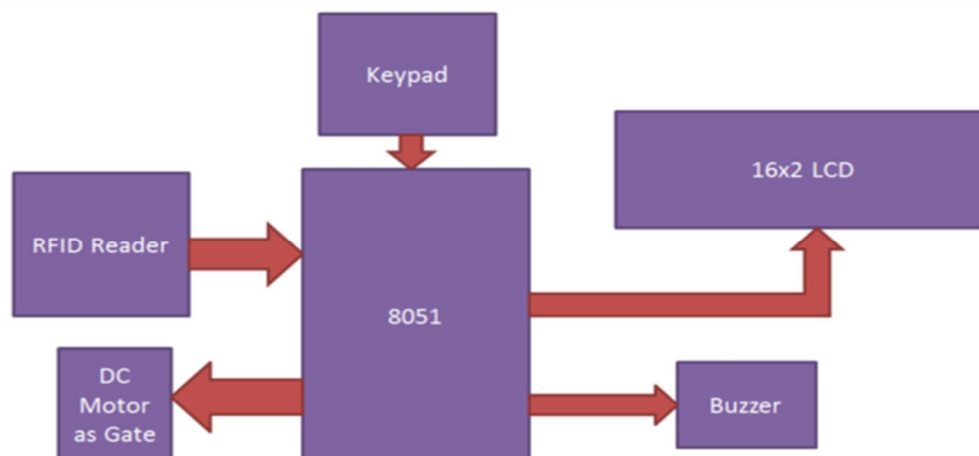 Keypad
16x2 LCD
RFID Reader
8051
DC
Motor
as Gate
Buzzer